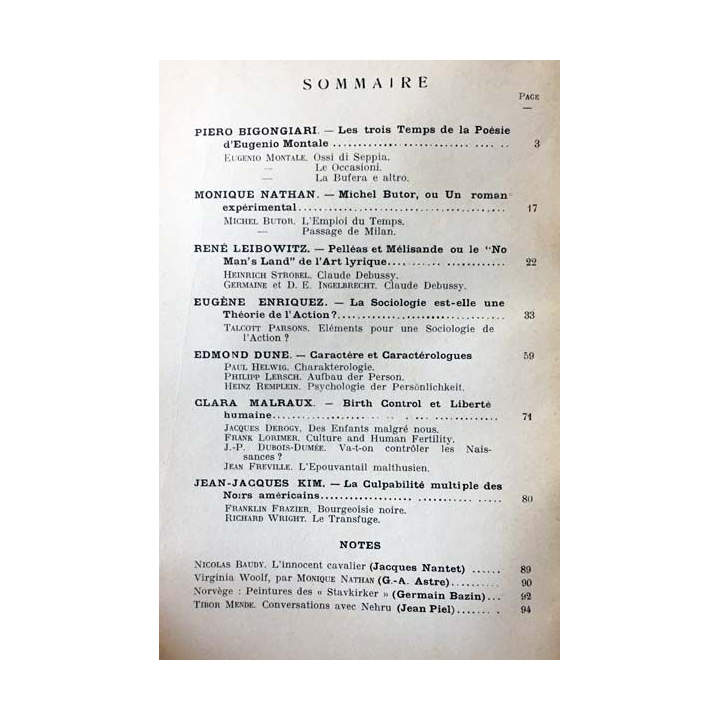 SOMMAIRE
PAGE
PIERO BIGONGIARI. — Les trois Temps de la Poésie
d'Eugenio Montale ........................... .... .. 3
EUGENIO MONTALE. Ossi di Seppia.
— Le Occasioni.
— La Bufera e altro.
MONIQUE NATHAN. — Michel Butor, ou Un roman
expérimental.............................................. 17
MICHEL BUTOR. L'Emploi du Temps.
— Passage de Milan.
RENÉ LEIBOWITZ. — Pelléas et Mélisande ou le "No
Man's Land" de l'Art lyrique..... .. ............ 22
HEINRICH STROBEL. Claude Debussy.
GERMAINE et D. E. INGELBRECHT. Claude Debussy.
EUGÈNE ENRIQUEZ. — La Sociologie est-elle une
Théorie de l'Action ?.................................. 33
TALCOTT PARSONS. Eléments pour une Sociologie de
l'Action ?
EDMOND DUNE. — Caractère et Caractérologues 59
PAUL HELWIG. Charakterologie.
PHILIPP LERSCH. Aufbau der Person.
HEINZ REMPLEIN. Psychologie der Persönlichkeit.
CLARA MALRAUX. — Birth Control et Liberté
humaine..................... .. . .. . .............. 71
JACQUES DEROGY. Des Enfants malgré nous.
FRANK LORIMER. Culture and Human Fertility.
J.-P. DUBOIS-DUMÉE. Va-t-on contrôler les Nais-
sances ?
JEAN FREVILLE. L'Epouvantail malthusien.
JEAN-JACQUES KIM. — La Culpabilité multiple des
Noirs américains.................. ........... ..... 80
FRANKLIN FRAZIER. Bourgeoisie noire.
RICHARD WRIGHT. Le Transfuge.
NOTES
NICOLAS BAUDY. L'innocent cavalier (Jacques Nantet) ...... 89
Virginia Woolf, par MONIQUE NATHAN (G.-A. Astre).......... 90
Norvège : Peintures des « Stavkirker » (Germain Bazin)... 92
TIBOR MENDE. Conversations avec Nehru (Jean Piel)....... . 94